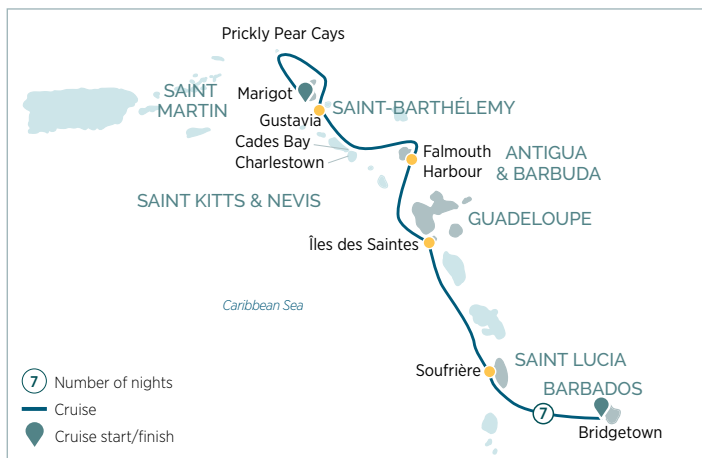 Prickly Pear Cays
SAINT
MARTIN
Marigot
SAINT-BARTHÉLEMY
Gustavia
Cades Bay
Charlestown
Falmouth
Harbour
ANTIGUA
& BARBUDA
SAINT KITTS & NEVIS
GUADELOUPE
Îles des Saintes
Caribbean Sea
Soufrière
SAINT LUCIA
BARBADOS
7
Bridgetown
7 Number of nights
Cruise
Cruise start/finish